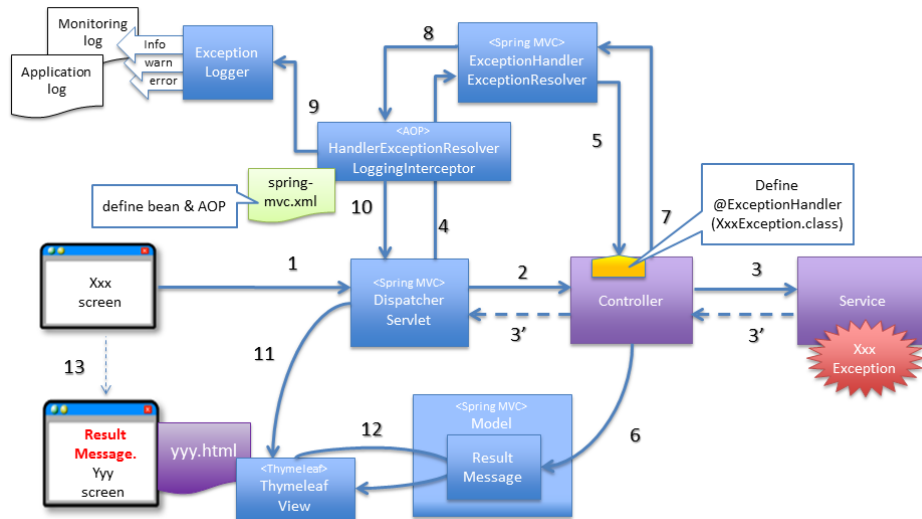 Monitoring
log
Application
log
Info
warn
error
Exception
Logger
8
<Spring MVC>
ExceptionHandler
ExceptionResolver
9
<AOP>
HandlerExceptionResolver
LoggingInterceptor
5
spring-
mvc.xml
define bean & AOP
10
4
7
Define
@ExceptionHandler
(XxxException.class)
Xxx
screen
1
<Spring MVC>
Dispatcher
Servlet
2
Controller
3
Service
3’
3’
Xxx
Exception
13
11
6
Result
Message.
Yyy
screen
yyy.html
<Thymeleaf>
Thymeleaf
View
12
<Spring MVC>
Model
Result
Message